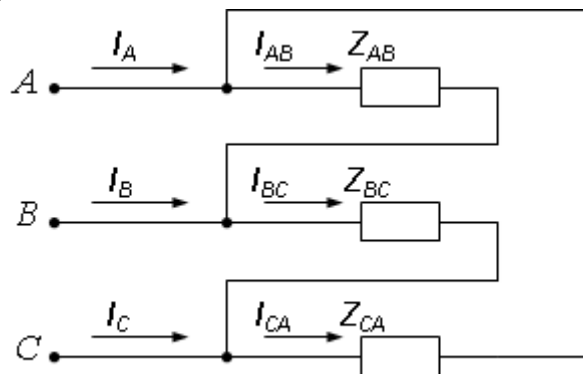 I_A I_AB Z_AB
A
I_B I_BC Z_BC
B
I_C I_CA Z_CA
C